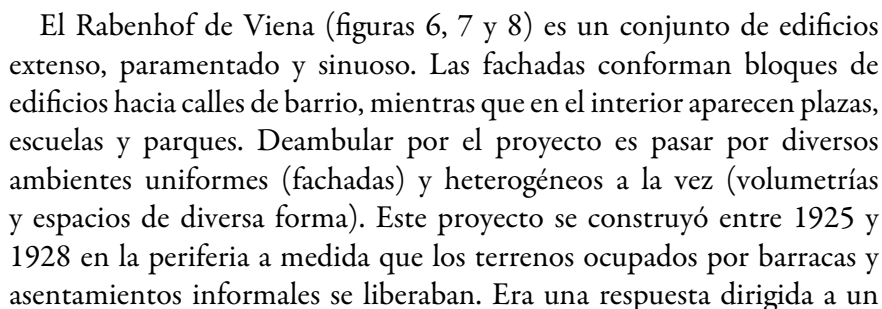 El Rabenhof de Viena (figuras 6, 7 y 8) es un conjunto de edificios
extenso, paramentado y sinuoso. Las fachadas conforman bloques de
edificios hacia calles de barrio, mientras que en el interior aparecen plazas,
escuelas y parques. Deambular por el proyecto es pasar por diversos
ambientes uniformes (fachadas) y heterogéneos a la vez (volumetrías
y espacios de diversa forma). Este proyecto se construyó entre 1925 y
1928 en la periferia a medida que los terrenos ocupados por barracas y
asentamientos informales se liberaban. Era una respuesta dirigida a un